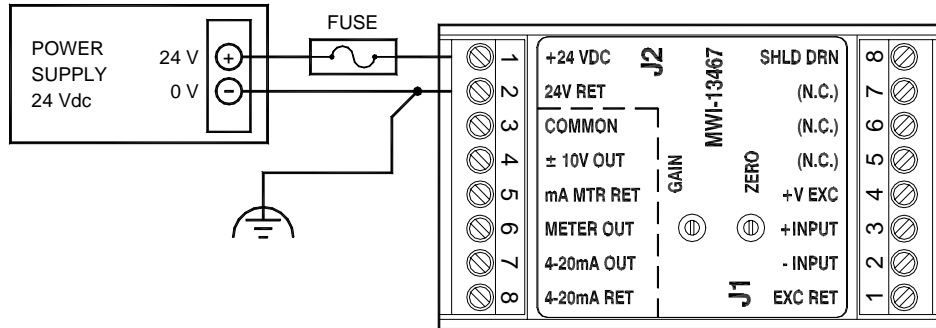 POWER
SUPPLY
24 Vdc
24 V
+
0 V
-
FUSE
1 +24 VDC
2 24V RET
3 COMMON
4 ± 10V OUT
5 mA MTR RET
6 METER OUT
7 4-20mA OUT
8 4-20mA RET
J2
MWI-13467
GAIN
ZERO
J1
SHLD DRN 8
(N.C.) 7
(N.C.) 6
(N.C.) 5
+V EXC 4
+INPUT 3
- INPUT 2
EXC RET 1